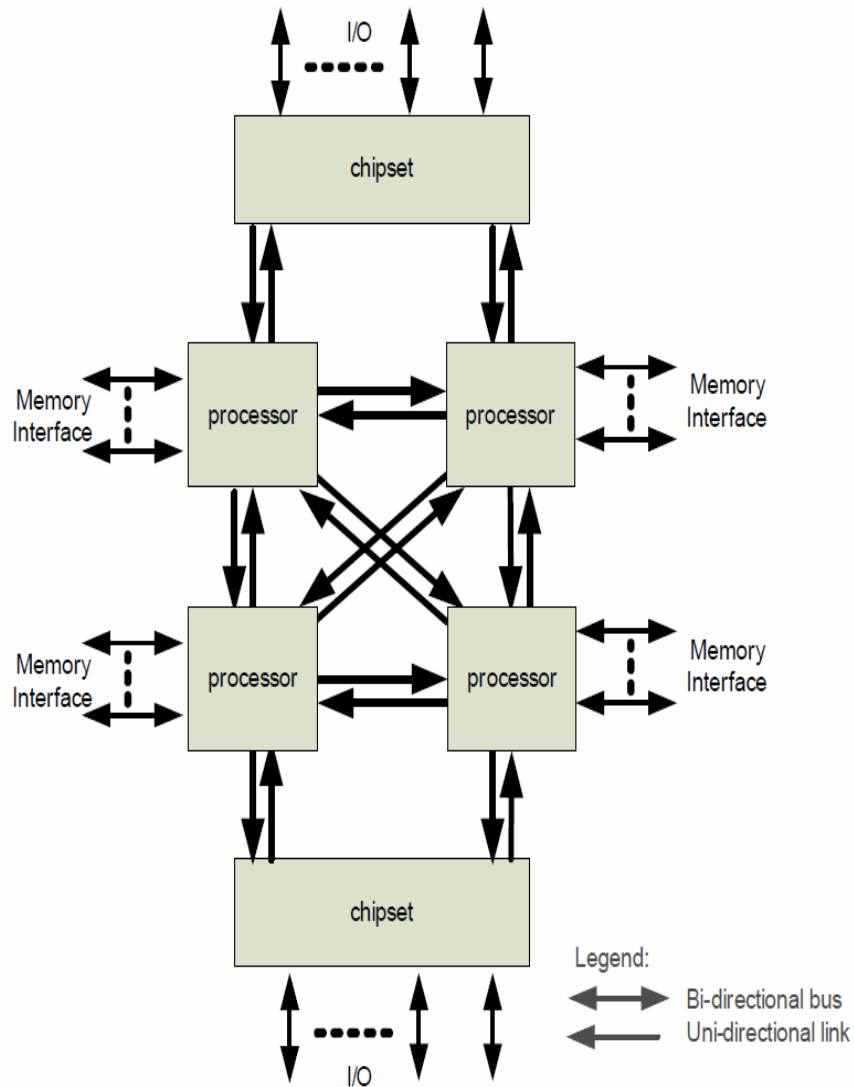 I/O
chipset
Memory
Interface
processor
processor
Memory
Interface
Memory
Interface
processor
processor
Memory
Interface
chipset
I/O
Legend:
Bi-directional bus
Uni-directional link